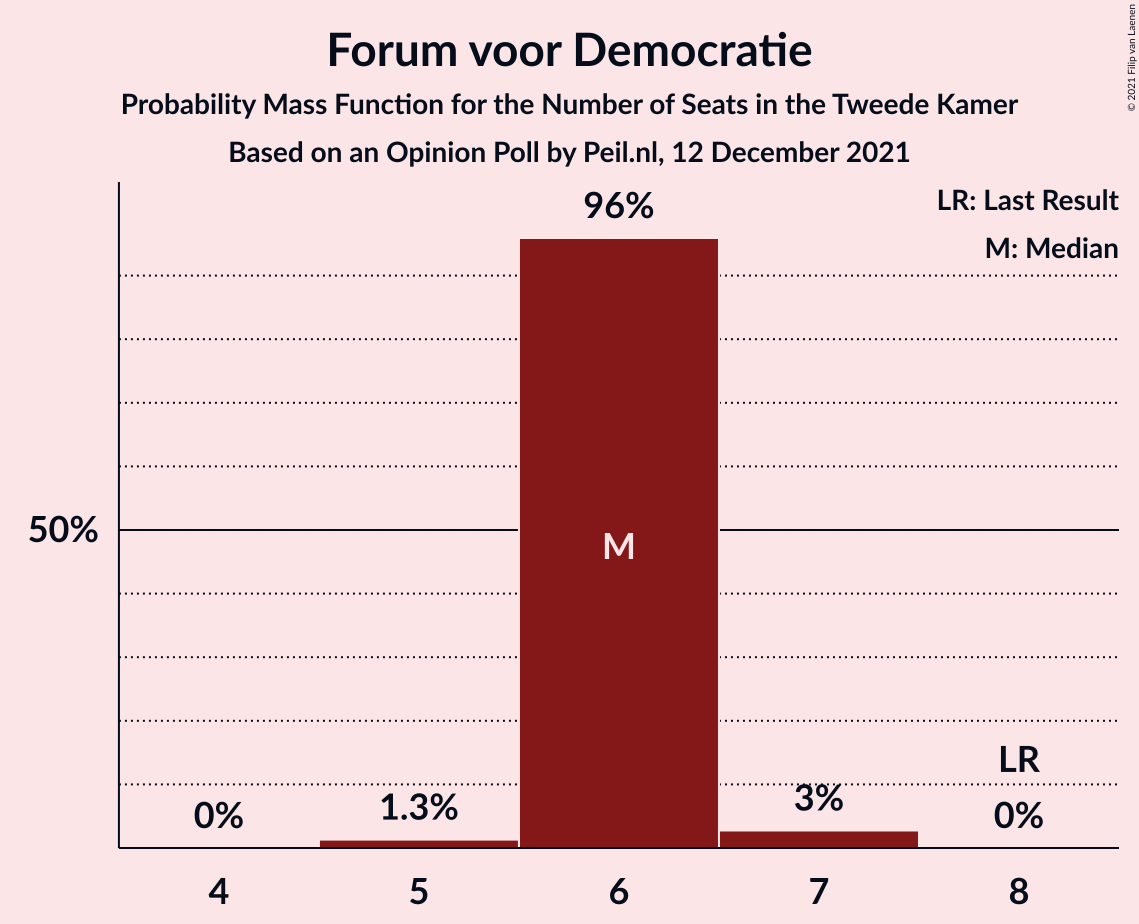 Forum voor Democratie
Probability Mass Function for the Number of Seats in the Tweede Kamer
Based on an Opinion Poll by Peil.nl, 12 December 2021
© 2021 Filip van Laenen
LR: Last Result
M: Median
96%
50%
M
LR
0%
1.3%
3%
0%
4
5
6
7
8